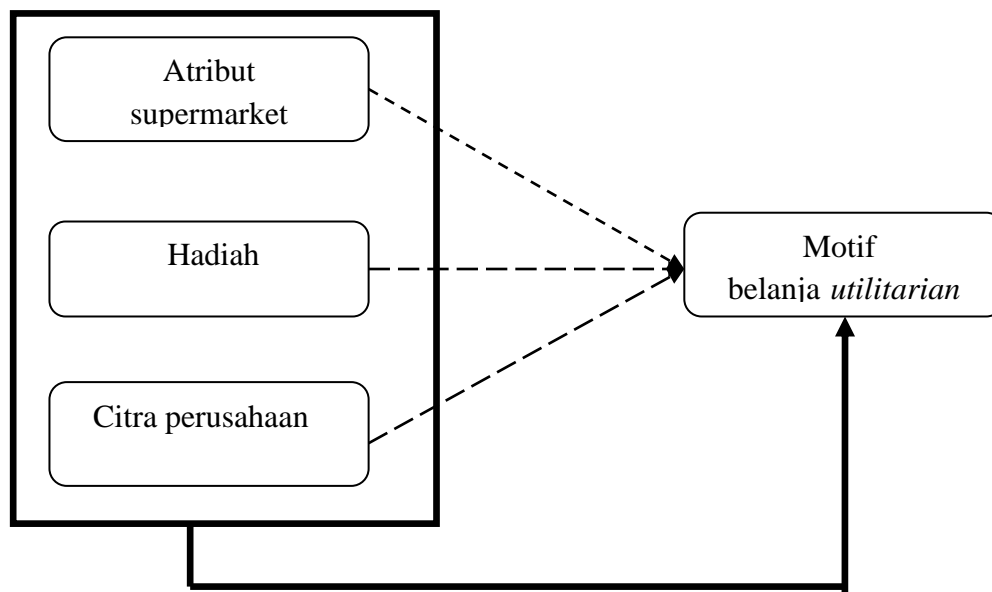 Atribut
supermarket
Hadiah
Motif
belanja utilitarian
Citra perusahaan